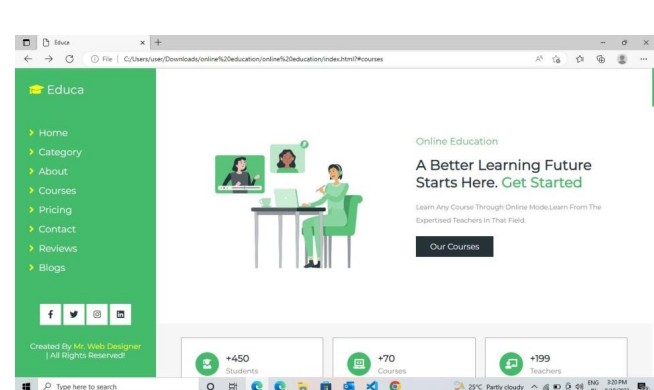 Educa
File
C:/Users/user/Downloads/online%20education/online%20education/index.html?#courses
Educa
Home
Category
About
Courses
Pricing
Contact
Reviews
Blogs
Created By Mr. Web Designer
| All Rights Reserved!
Online Education
A Better Learning Future
Starts Here. Get Started
Learn Any Course Through Online Mode.Learn From The
Expertised Teachers In That Field.
Our Courses
+450
Students
+70
Courses
+199
Teachers
Type here to search
25°C Partly cloudy
ENG
3:20 PM